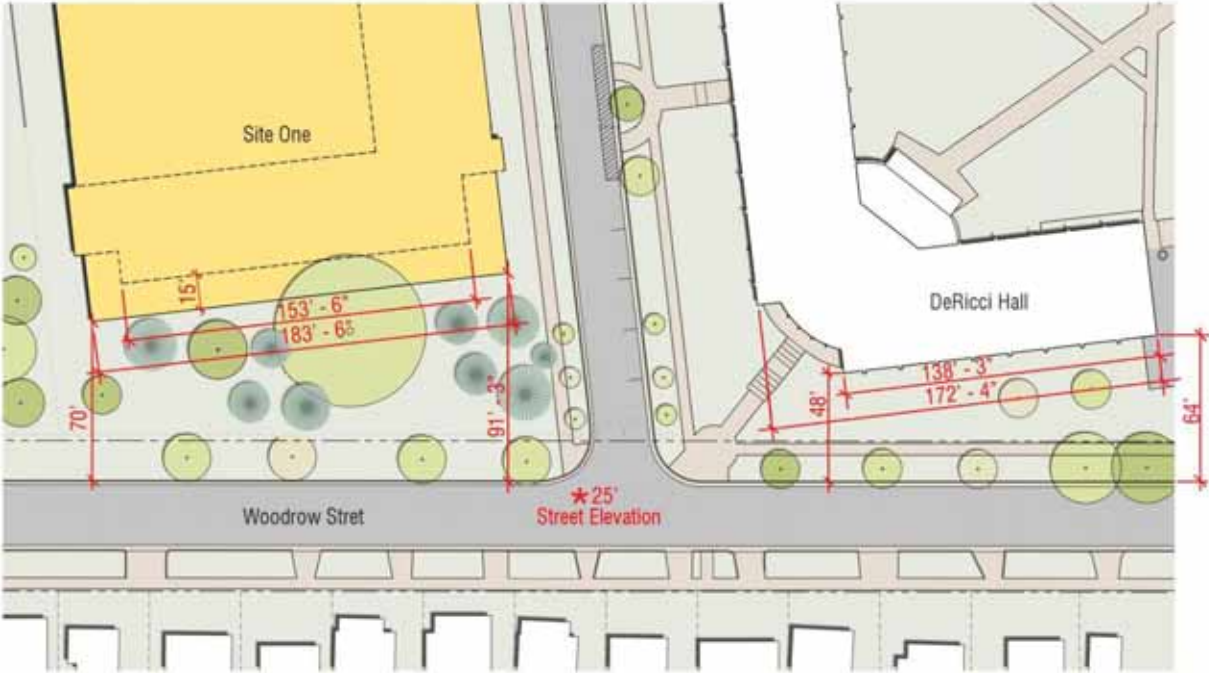 Site One
15'
153' - 6"
183' - 6"
70'
91' - 3"
DeRicci Hall
138' - 3"
172' - 4"
48'
64'
Woodrow Stret
* 25'
Street Elevation